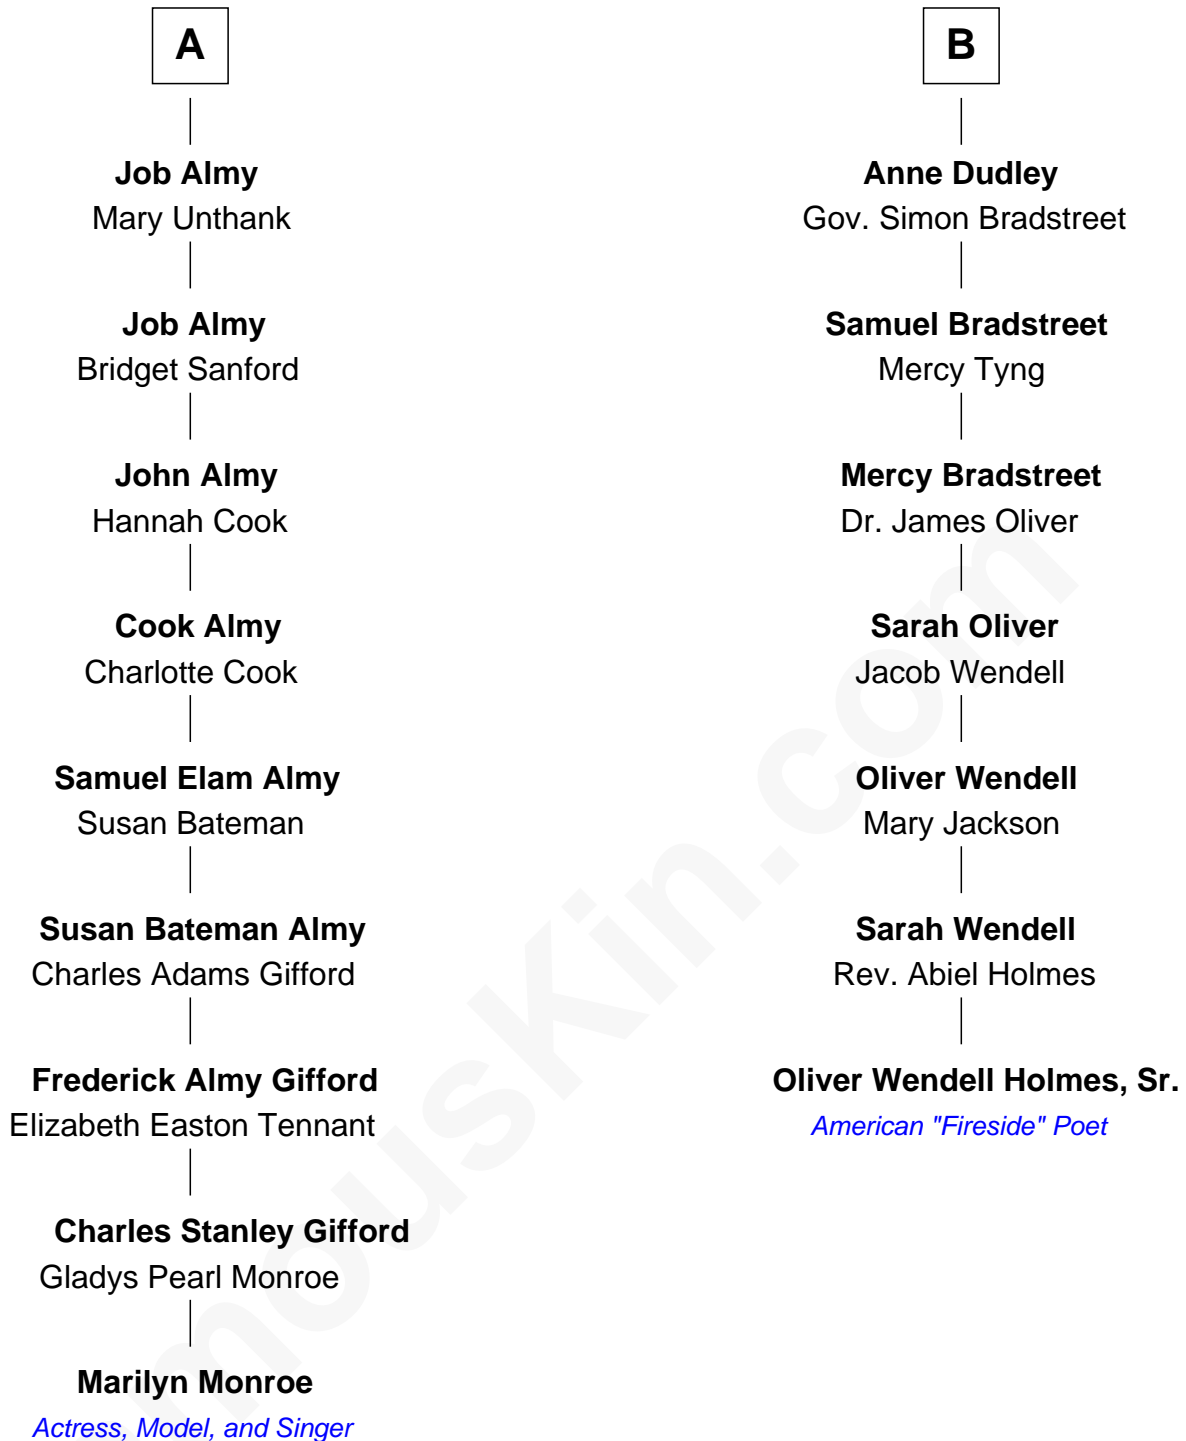 A
Job Almy
Mary Unthank
Job Almy
Bridget Sanford
John Almy
Hannah Cook
Cook Almy
Charlotte Cook
Samuel Elam Almy
Susan Bateman
Susan Bateman Almy
Charles Adams Gifford
Frederick Almy Gifford
Elizabeth Easton Tennant
Charles Stanley Gifford
Gladys Pearl Monroe
Marilyn Monroe
Actress, Model, and Singer
B
Anne Dudley
Gov. Simon Bradstreet
Samuel Bradstreet
Mercy Tyng
Mercy Bradstreet
Dr. James Oliver
Sarah Oliver
Jacob Wendell
Oliver Wendell
Mary Jackson
Sarah Wendell
Rev. Abiel Holmes
Oliver Wendell Holmes, Sr.
American "Fireside" Poet
mousKin.com